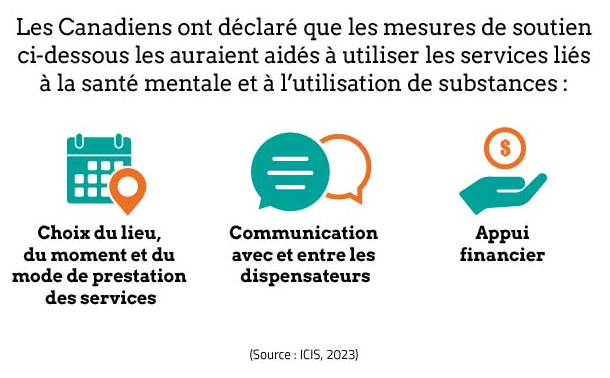 Les Canadiens ont déclaré que les mesures de soutien
ci-dessous les auraient aidés à utiliser les services liés
à la santé mentale et à l’utilisation de substances :
$
Choix du lieu,
du moment et du
mode de prestation
des services
Communication
avec et entre les
dispensateurs
Appui
financier
(Source : ICIS, 2023)